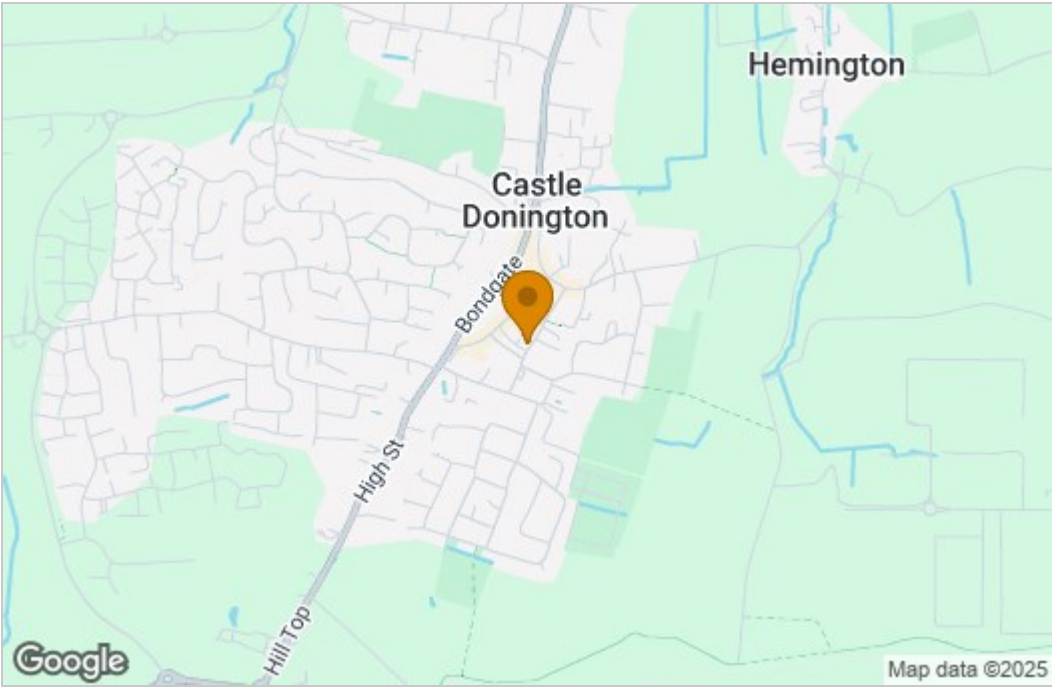 Hemington
Castle
Donington
Bondgate
High St
Hill Top
Google
Map data ©2025